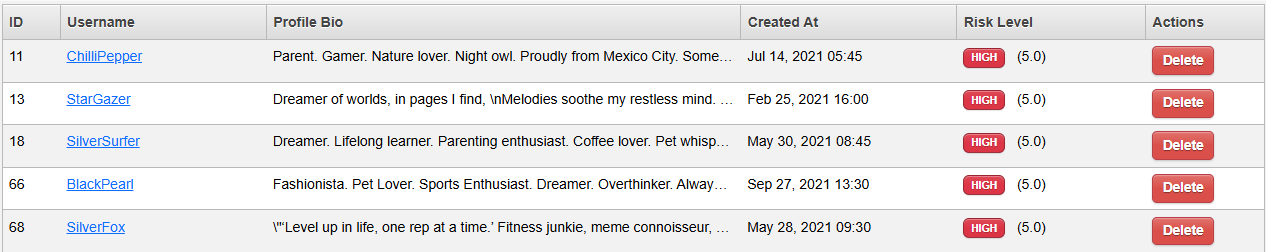 ID Username Profile Bio Created At Risk Level Actions
11 ChilliPepper Parent. Gamer. Nature lover. Night owl. Proudly from Mexico City. Some… Jul 14, 2021 05:45 HIGH (5.0) Delete
13 StarGazer Dreamer of worlds, in pages I find, \nMelodies soothe my restless mind. … Feb 25, 2021 16:00 HIGH (5.0) Delete
18 SilverSurfer Dreamer. Lifelong learner. Parenting enthusiast. Coffee lover. Pet whisp… May 30, 2021 08:45 HIGH (5.0) Delete
66 BlackPearl Fashionista. Pet Lover. Sports Enthusiast. Dreamer. Overthinker. Alway… Sep 27, 2021 13:30 HIGH (5.0) Delete
68 SilverFox \"‘Level up in life, one rep at a time.’ Fitness junkie, meme connoisseur, … May 28, 2021 09:30 HIGH (5.0) Delete